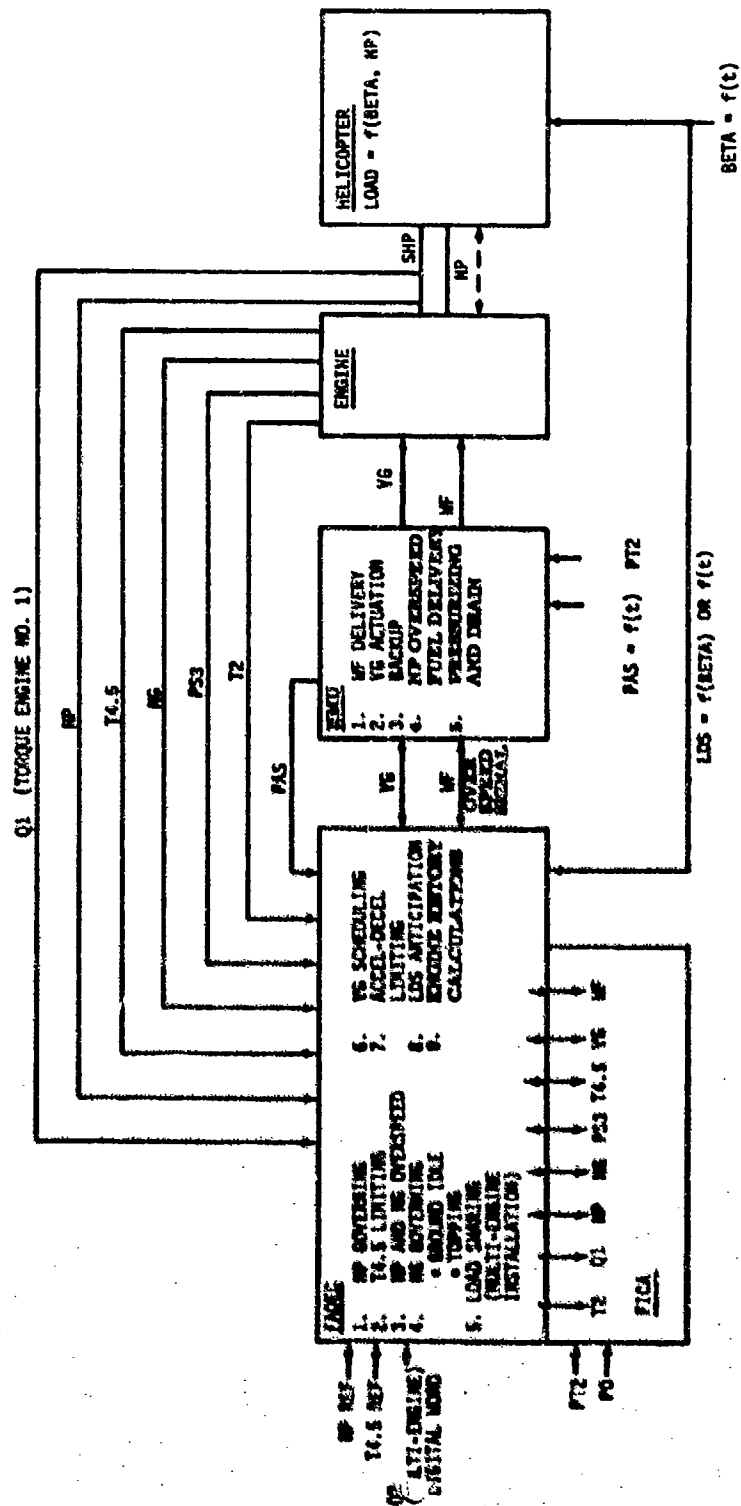 Q1 (TORQUE ENGINE NO. 1)
NP
T4.5
NG
PS3
T2
PAS
FADEC
1. NP GOVERNING
2. T4.5 LIMITING
3. NP AND NG OVERSPEED
4. NG GOVERNING
• GROUND IDLE
• TOPPING
5. LOAD SHARING
(MULTI-ENGINE
INSTALLATION)
6. VG SCHEDULING
7. ACCEL-DECEL
LIMITING
8. LDS ANTICIPATION
9. ENGINE HISTORY
CALCULATIONS
NP REF
T4.5 REF
Q2
LTI-ENGINE)
DIGITAL WORD
VG
WF
OVER
SPEED
SIGNAL
HMU
1. WF DELIVERY
2. VG ACTUATION
3. BACKUP
4. NP OVERSPEED
5. FUEL DELIVERY
PRESSURIZING
AND DRAIN
VG
WF
ENGINE
SHP
NP
HELICOPTER
LOAD = f(BETA, NP)
PAS = f(t) PT2
LDS = f(BETA) OR f(t)
BETA = f(t)
T2 Q1 NP NG PS3 T4.5 VG WF
FICA
PT2
PO